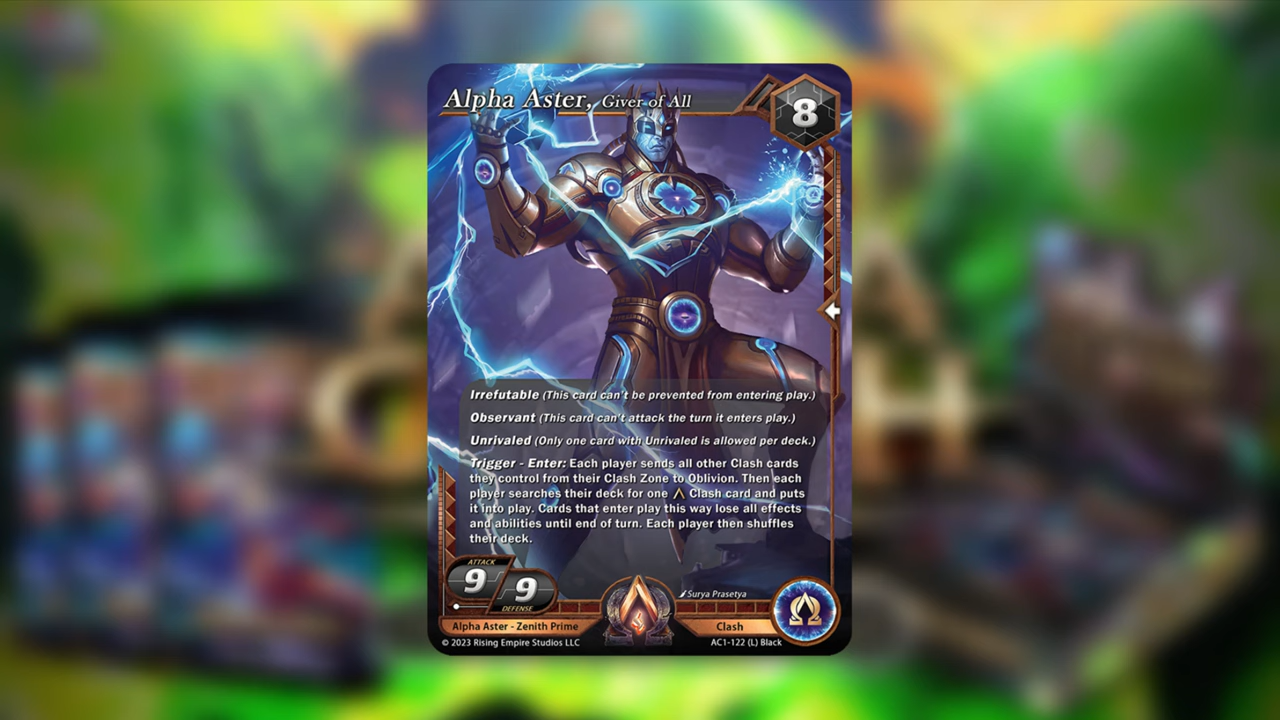 Alpha Aster, Giver of All
8
Irrefutable (This card can't be prevented from entering play.)
Observant (This card can't attack the turn it enters play.)
Unrivaled (Only one card with Unrivaled is allowed per deck.)
Trigger - Enter: Each player sends all other Clash cards
they control from their Clash Zone to Oblivion. Then each
player searches their deck for one Clash card and puts
it into play. Cards that enter play this way lose all effects
and abilities until end of turn. Each player then shuffles
their deck.
ATTACK
9
9
DEFENSE
Surya Prasetya
Alpha Aster - Zenith Prime
Clash
© 2023 Rising Empire Studios LLC
AC1-122 (L) Black